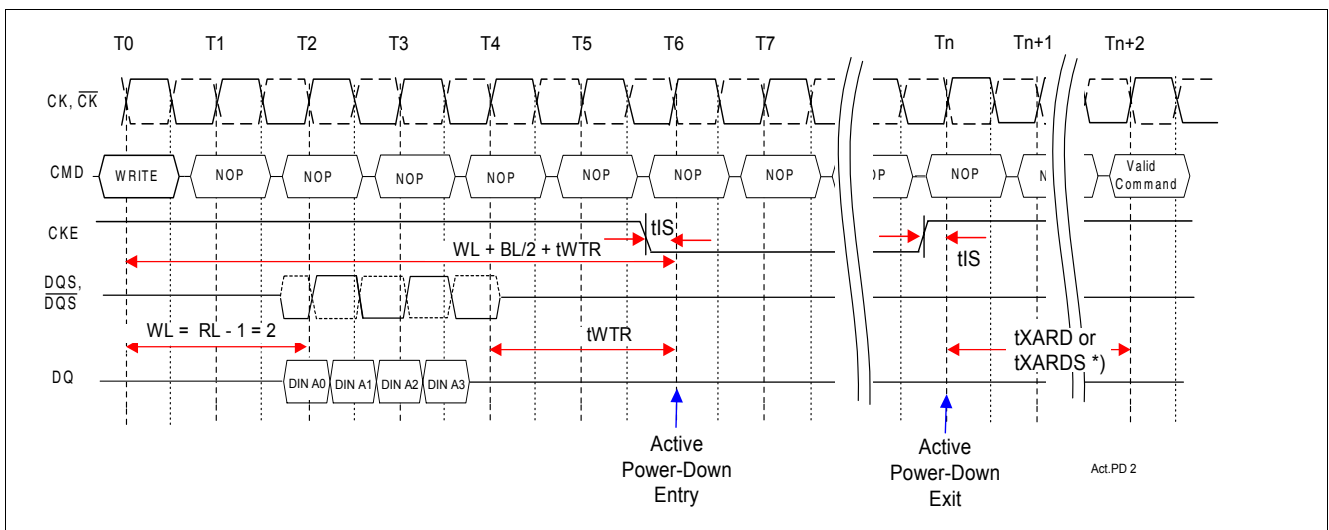 T0 T1 T2 T3 T4 T5 T6 T7 Tn Tn+1 Tn+2
CK, CK
CMD WRITE NOP NOP NOP NOP NOP NOP NOP OP NOP N Valid
Command
CKE
tIS
tIS
WL + BL/2 + tWTR
DQS,
DQS
WL = RL - 1 = 2
tWTR
tXARD or
tXARDS *)
DQ DIN A0 DIN A1 DIN A2 DIN A3
Active
Power-Down
Entry
Active
Power-Down
Exit
Act.PD 2